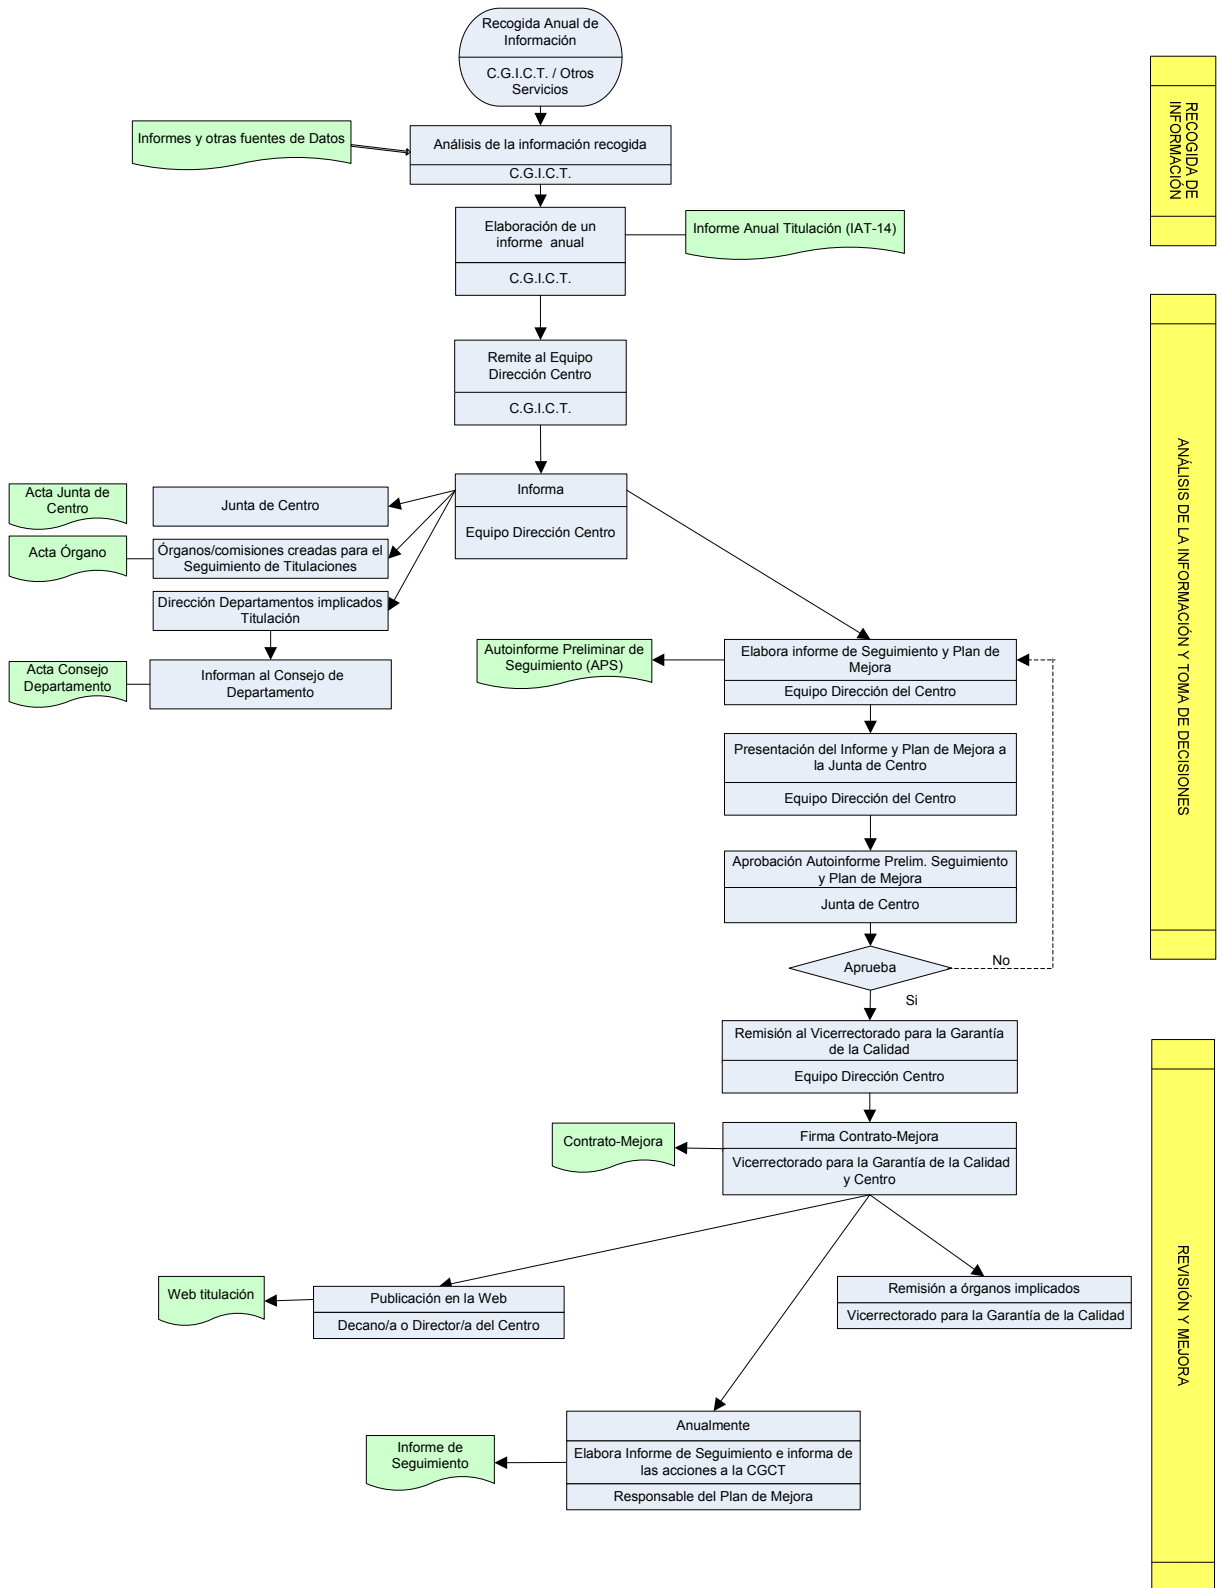 Recogida Anual de
Información
C.G.I.C.T. / Otros
Servicios
Informes y otras fuentes de Datos
Análisis de la información recogida
C.G.I.C.T.
RECOGIDA DE
INFORMACIÓN
Elaboración de un
informe anual
C.G.I.C.T.
Informe Anual Titulación (IAT-14)
Remite al Equipo
Dirección Centro
C.G.I.C.T.
ANÁLISIS DE LA INFORMACIÓN Y TOMA DE DECISIONES
Informa
Equipo Dirección Centro
Acta Junta de
Centro
Junta de Centro
Acta Órgano
Órganos/comisiones creadas para el
Seguimiento de Titulaciones
Dirección Departamentos implicados
Titulación
Acta Consejo
Departamento
Informan al Consejo de
Departamento
Autoinforme Preliminar de
Seguimiento (APS)
Elabora informe de Seguimiento y Plan de
Mejora
Equipo Dirección del Centro
Presentación del Informe y Plan de Mejora a
la Junta de Centro
Equipo Dirección del Centro
Aprobación Autoinforme Prelim. Seguimiento
y Plan de Mejora
Junta de Centro
Aprueba
No
Si
Remisión al Vicerrectorado para la Garantía
de la Calidad
Equipo Dirección Centro
Contrato-Mejora
Firma Contrato-Mejora
Vicerrectorado para la Garantía de la Calidad
y Centro
REVISIÓN Y MEJORA
Web titulación
Publicación en la Web
Decano/a o Director/a del Centro
Remisión a órganos implicados
Vicerrectorado para la Garantía de la Calidad
Informe de
Seguimiento
Anualmente
Elabora Informe de Seguimiento e informa de
las acciones a la CGCT
Responsable del Plan de Mejora